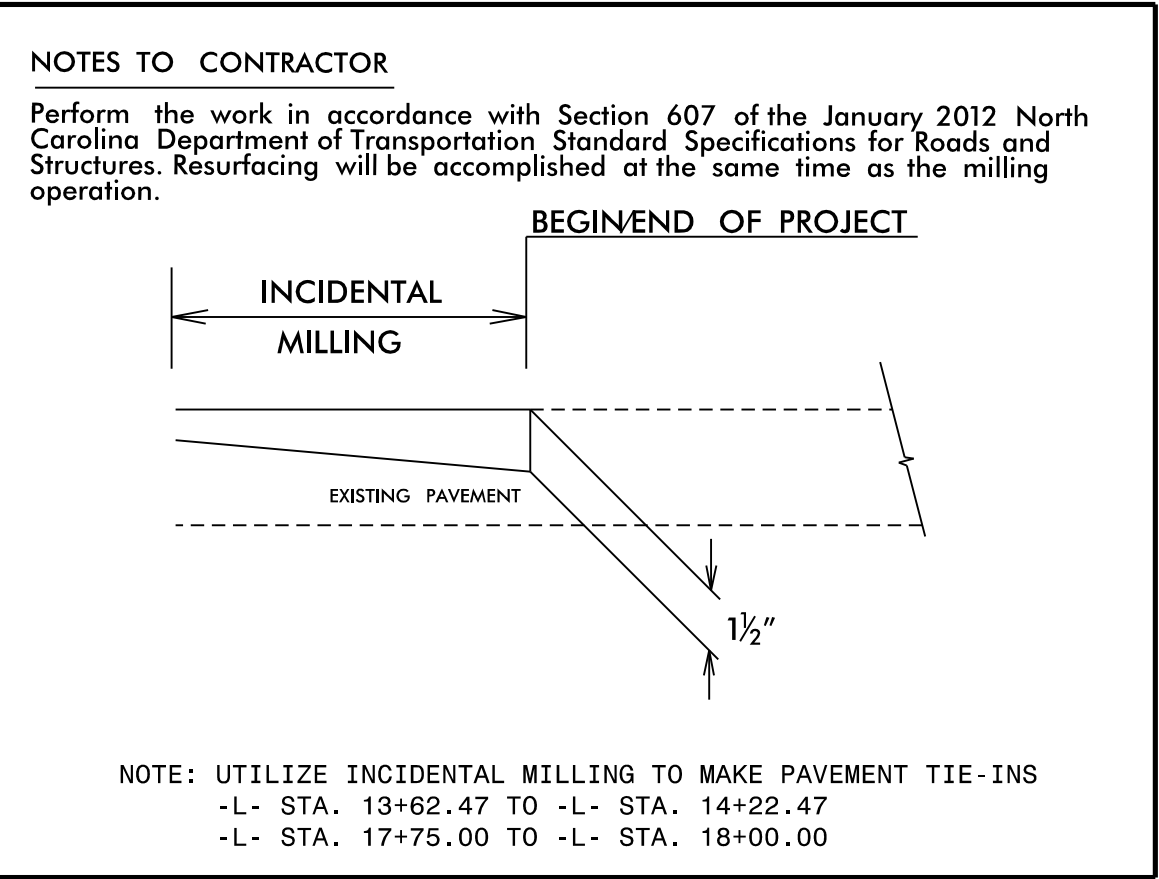 NOTES TO CONTRACTOR
Perform the work in accordance with Section 607 of the January 2012 North
Carolina Department of Transportation Standard Specifications for Roads and
Structures. Resurfacing will be accomplished at the same time as the milling
operation.
BEGIN/END OF PROJECT
INCIDENTAL
MILLING
EXISTING PAVEMENT
1½"
NOTE: UTILIZE INCIDENTAL MILLING TO MAKE PAVEMENT TIE-INS
-L- STA. 13+62.47 TO -L- STA. 14+22.47
-L- STA. 17+75.00 TO -L- STA. 18+00.00